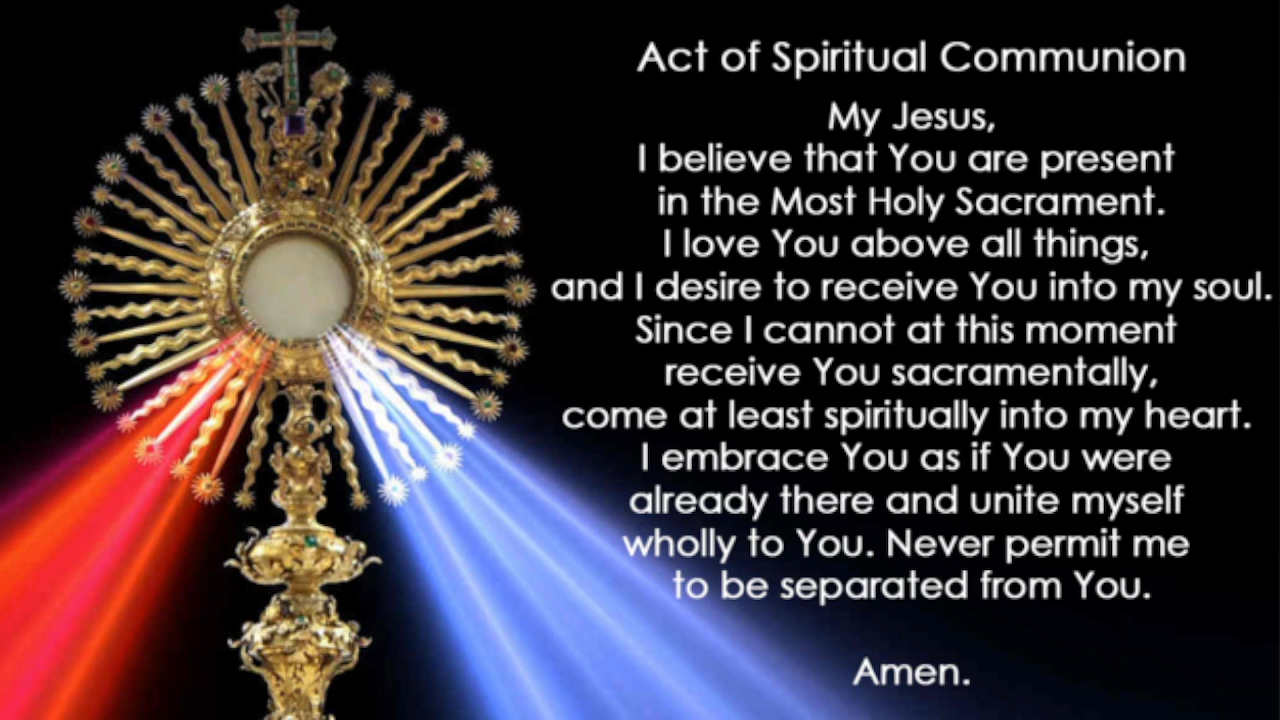 Act of Spiritual Communion
My Jesus,
I believe that You are present
in the Most Holy Sacrament.
I love You above all things,
and I desire to receive You into my soul.
Since I cannot at this moment
receive You sacramentally,
come at least spiritually into my heart.
I embrace You as if You were
already there and unite myself
wholly to You. Never permit me
to be separated from You.
Amen.